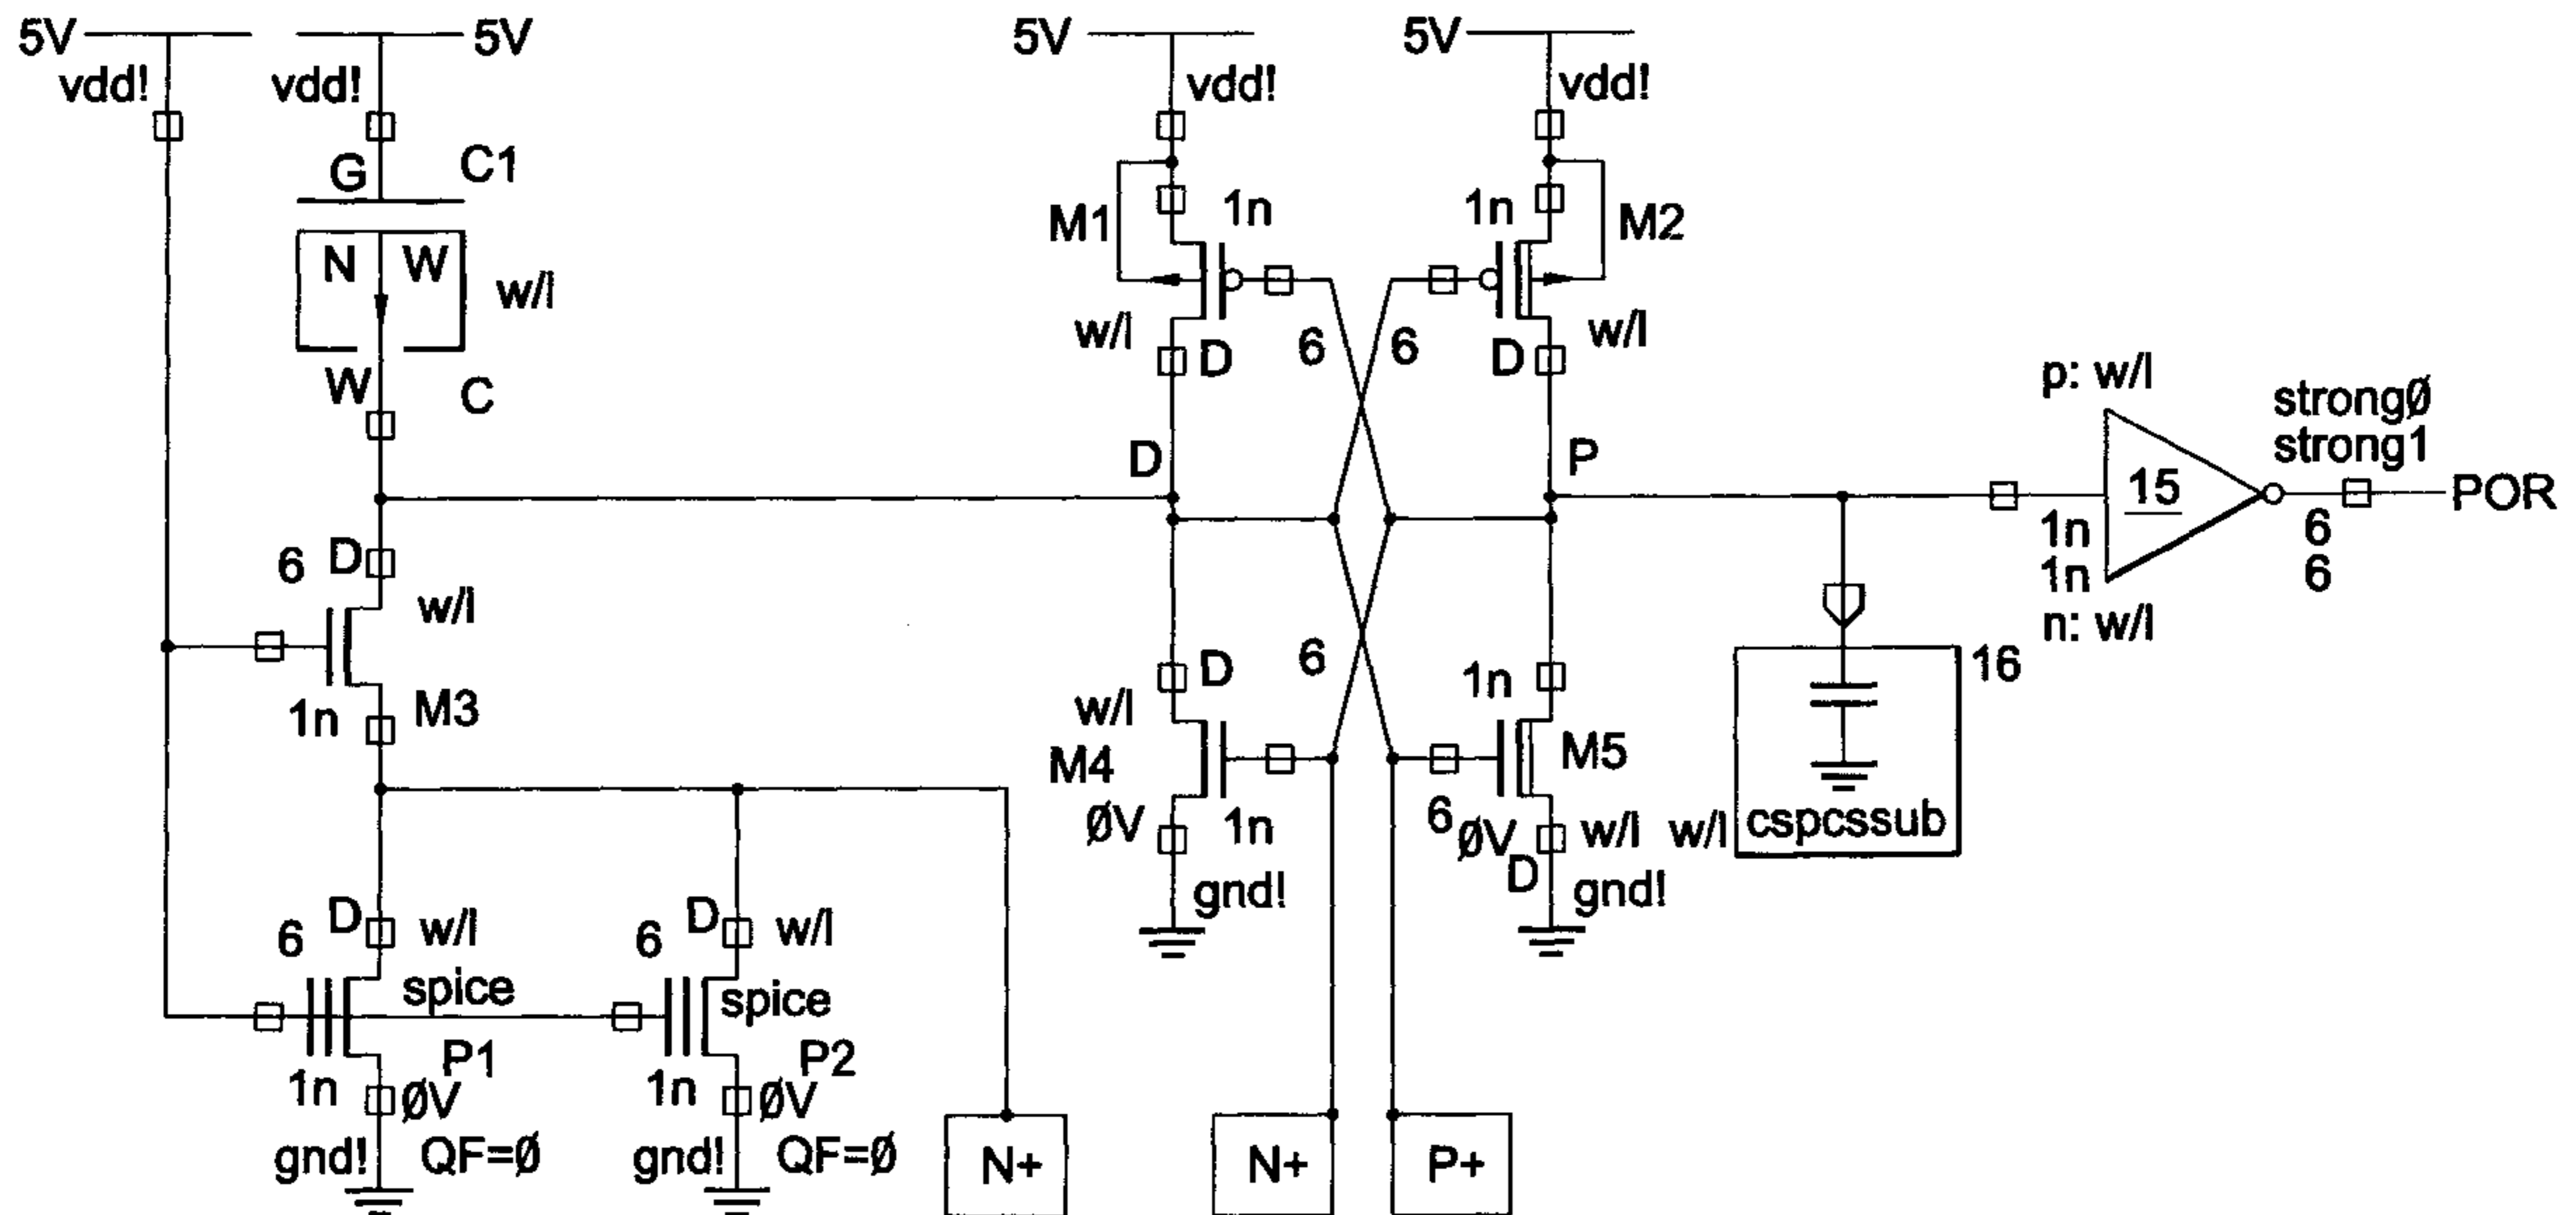 5V
5V
5V
5V
vdd!
vdd!
vdd!
vdd!
G
C1
M1
1n
1n
M2
N W
w/l
w/l
D
6
6
D
w/l
W
C
D
P
p: w/l
strongØ
strong1
15
POR
1n
1n
6
6
n: w/l
6
D
w/l
1n
M3
D
w/l
M4
6
1n
M5
16
ØV
1n
6
ØV
w/l
w/l
cspcssub
gnd!
D
gnd!
6
D
w/l
6
D
w/l
spice
spice
P1
P2
1n
ØV
1n
ØV
gnd!
QF=Ø
gnd!
QF=Ø
N+
N+
P+